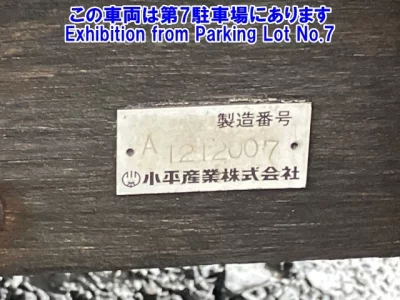 この車両は第7駐車場にあります
Exhibition from Parking Lot No.7
製造番号
A 1212007
小平産業株式会社